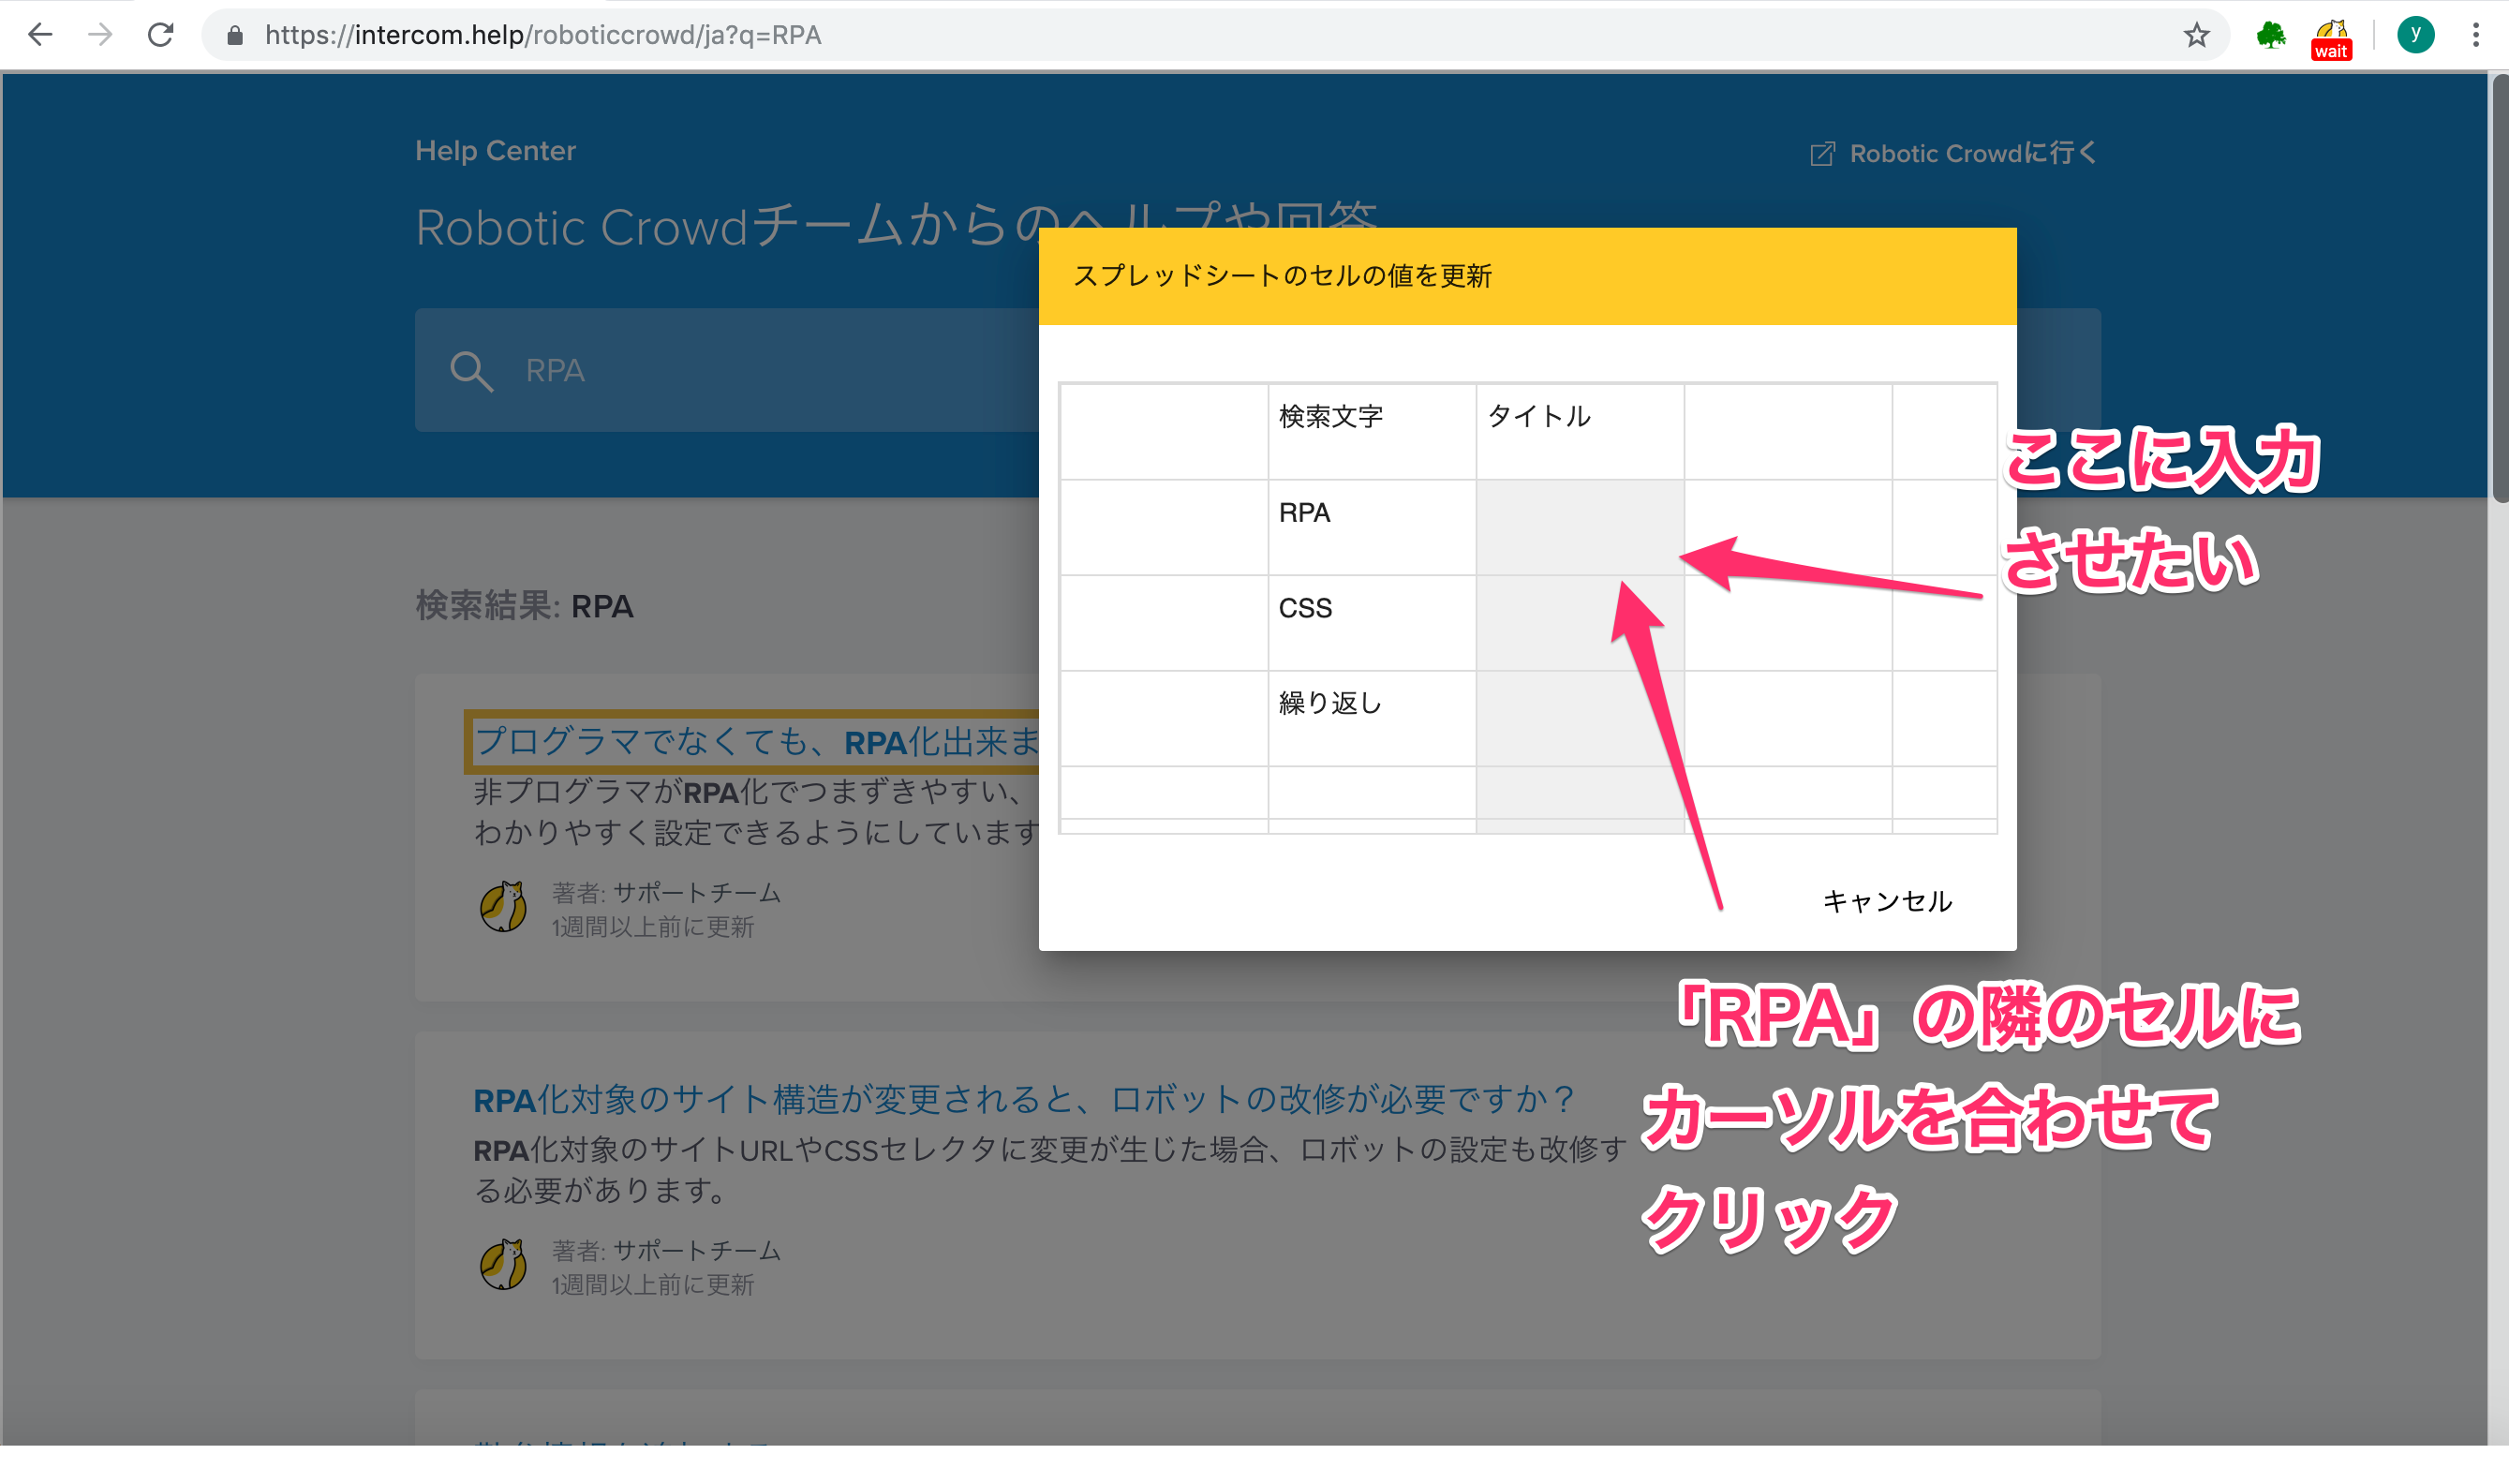 https://intercom.help/roboticcrowd/ja?q=RPA
wait
y
Help Center
Robotic Crowdに行く
Robotic Crowdチームからのヘルプや回答
RPA
スプレッドシートのセルの値を更新
検索文字 タイトル
RPA
CSS
繰り返し
キャンセル
ここに入力
させたい
「RPA」の隣のセルに
カーソルを合わせて
クリック
検索結果: RPA
プログラマでなくても、RPA化出来ま
非プログラマがRPA化でつまずきやすい、
わかりやすく設定できるようにしています
著者: サポートチーム
1週間以上前に更新
RPA化対象のサイト構造が変更されると、ロボットの改修が必要ですか？
RPA化対象のサイトURLやCSSセレクタに変更が生じた場合、ロボットの設定も改修す
る必要があります。
著者: サポートチーム
1週間以上前に更新